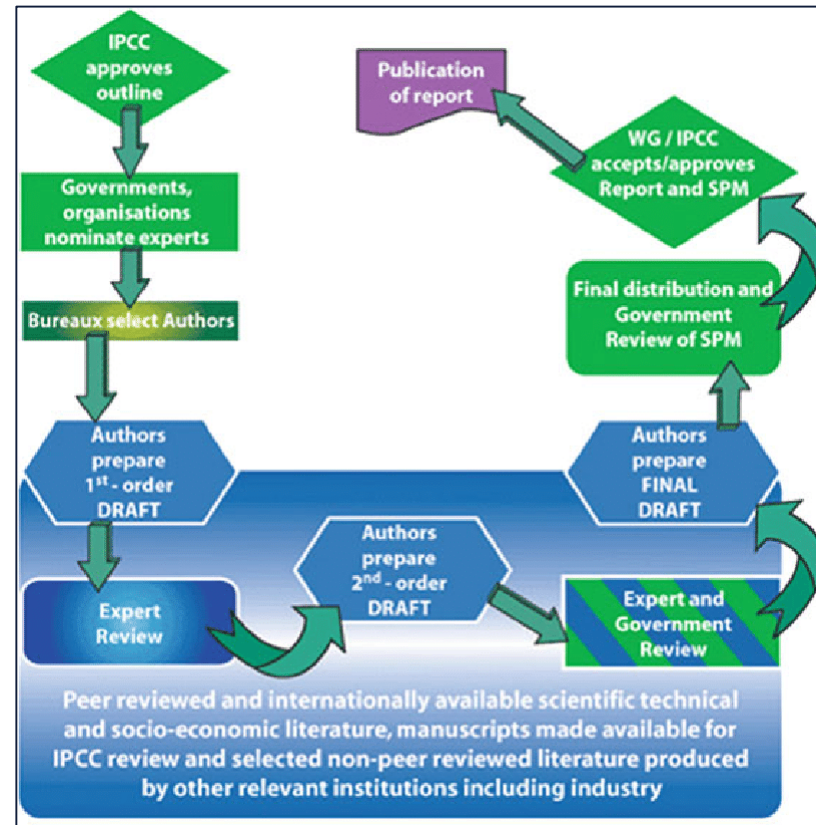 IPCC
approves
outline
Governments,
organisations
nominate experts
Bureaux select Authors
Authors
prepare
1st - order
DRAFT
Expert
Review
Authors
prepare
2nd - order
DRAFT
Expert and
Government
Review
Authors
prepare
FINAL
DRAFT
Final distribution and
Government
Review of SPM
WG / IPCC
accepts/approves
Report and SPM
Publication
of report
Peer reviewed and internationally available scientific technical
and socio-economic literature, manuscripts made available for
IPCC review and selected non-peer reviewed literature produced
by other relevant institutions including industry